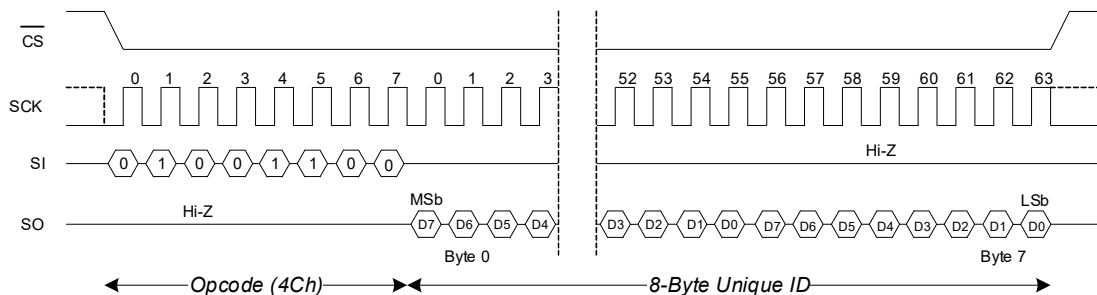 CS
0 1 2 3 4 5 6 7 0 1 2 3 52 53 54 55 56 57 58 59 60 61 62 63
SCK
Hi-Z
SI 0 1 0 0 1 1 0 0
Hi-Z MSb LSb
SO D7 D6 D5 D4 D3 D2 D1 D0 D7 D6 D5 D4 D3 D2 D1 D0
Byte 0 Byte 7
Opcode (4Ch) 8-Byte Unique ID